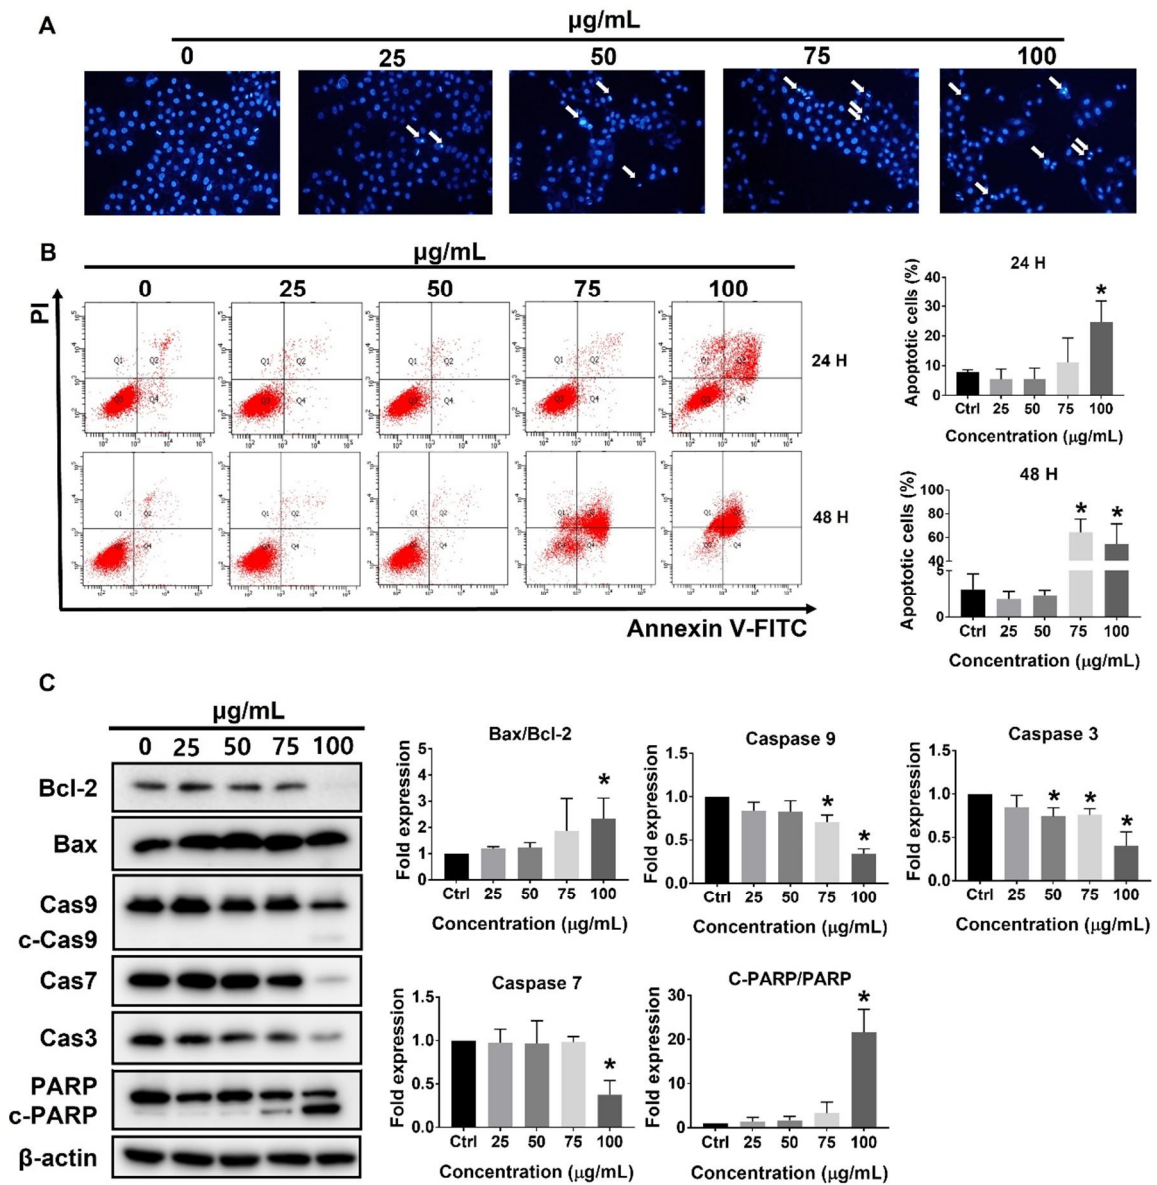 A
µg/mL
0 25 50 75 100
B
µg/mL
0 25 50 75 100
PI
Q1 Q2 Q4
24 H
48 H
Annexin V-FITC
24 H
Apoptotic cells (%)
40
30
20
10
0
Ctrl 25 50 75 100
*
Concentration (µg/mL)
48 H
Apoptotic cells (%)
100
80
60
40
5
0
* *
Ctrl 25 50 75 100
Concentration (µg/mL)
C
µg/mL
0 25 50 75 100
Bcl-2
Bax
Cas9
c-Cas9
Cas7
Cas3
PARP
c-PARP
β-actin
Bax/Bcl-2
Fold expression
5
4
3
2
1
0
*
Ctrl 25 50 75 100
Concentration (µg/mL)
Caspase 9
Fold expression
1.5
1.0
0.5
0.0
* *
Ctrl 25 50 75 100
Concentration (µg/mL)
Caspase 3
Fold expression
1.5
1.0
0.5
0.0
* * *
Ctrl 25 50 75 100
Concentration (µg/mL)
Caspase 7
Fold expression
1.5
1.0
0.5
0.0
*
Ctrl 25 50 75 100
Concentration (µg/mL)
C-PARP/PARP
Fold expression
30
20
10
0
*
Ctrl 25 50 75 100
Concentration (µg/mL)